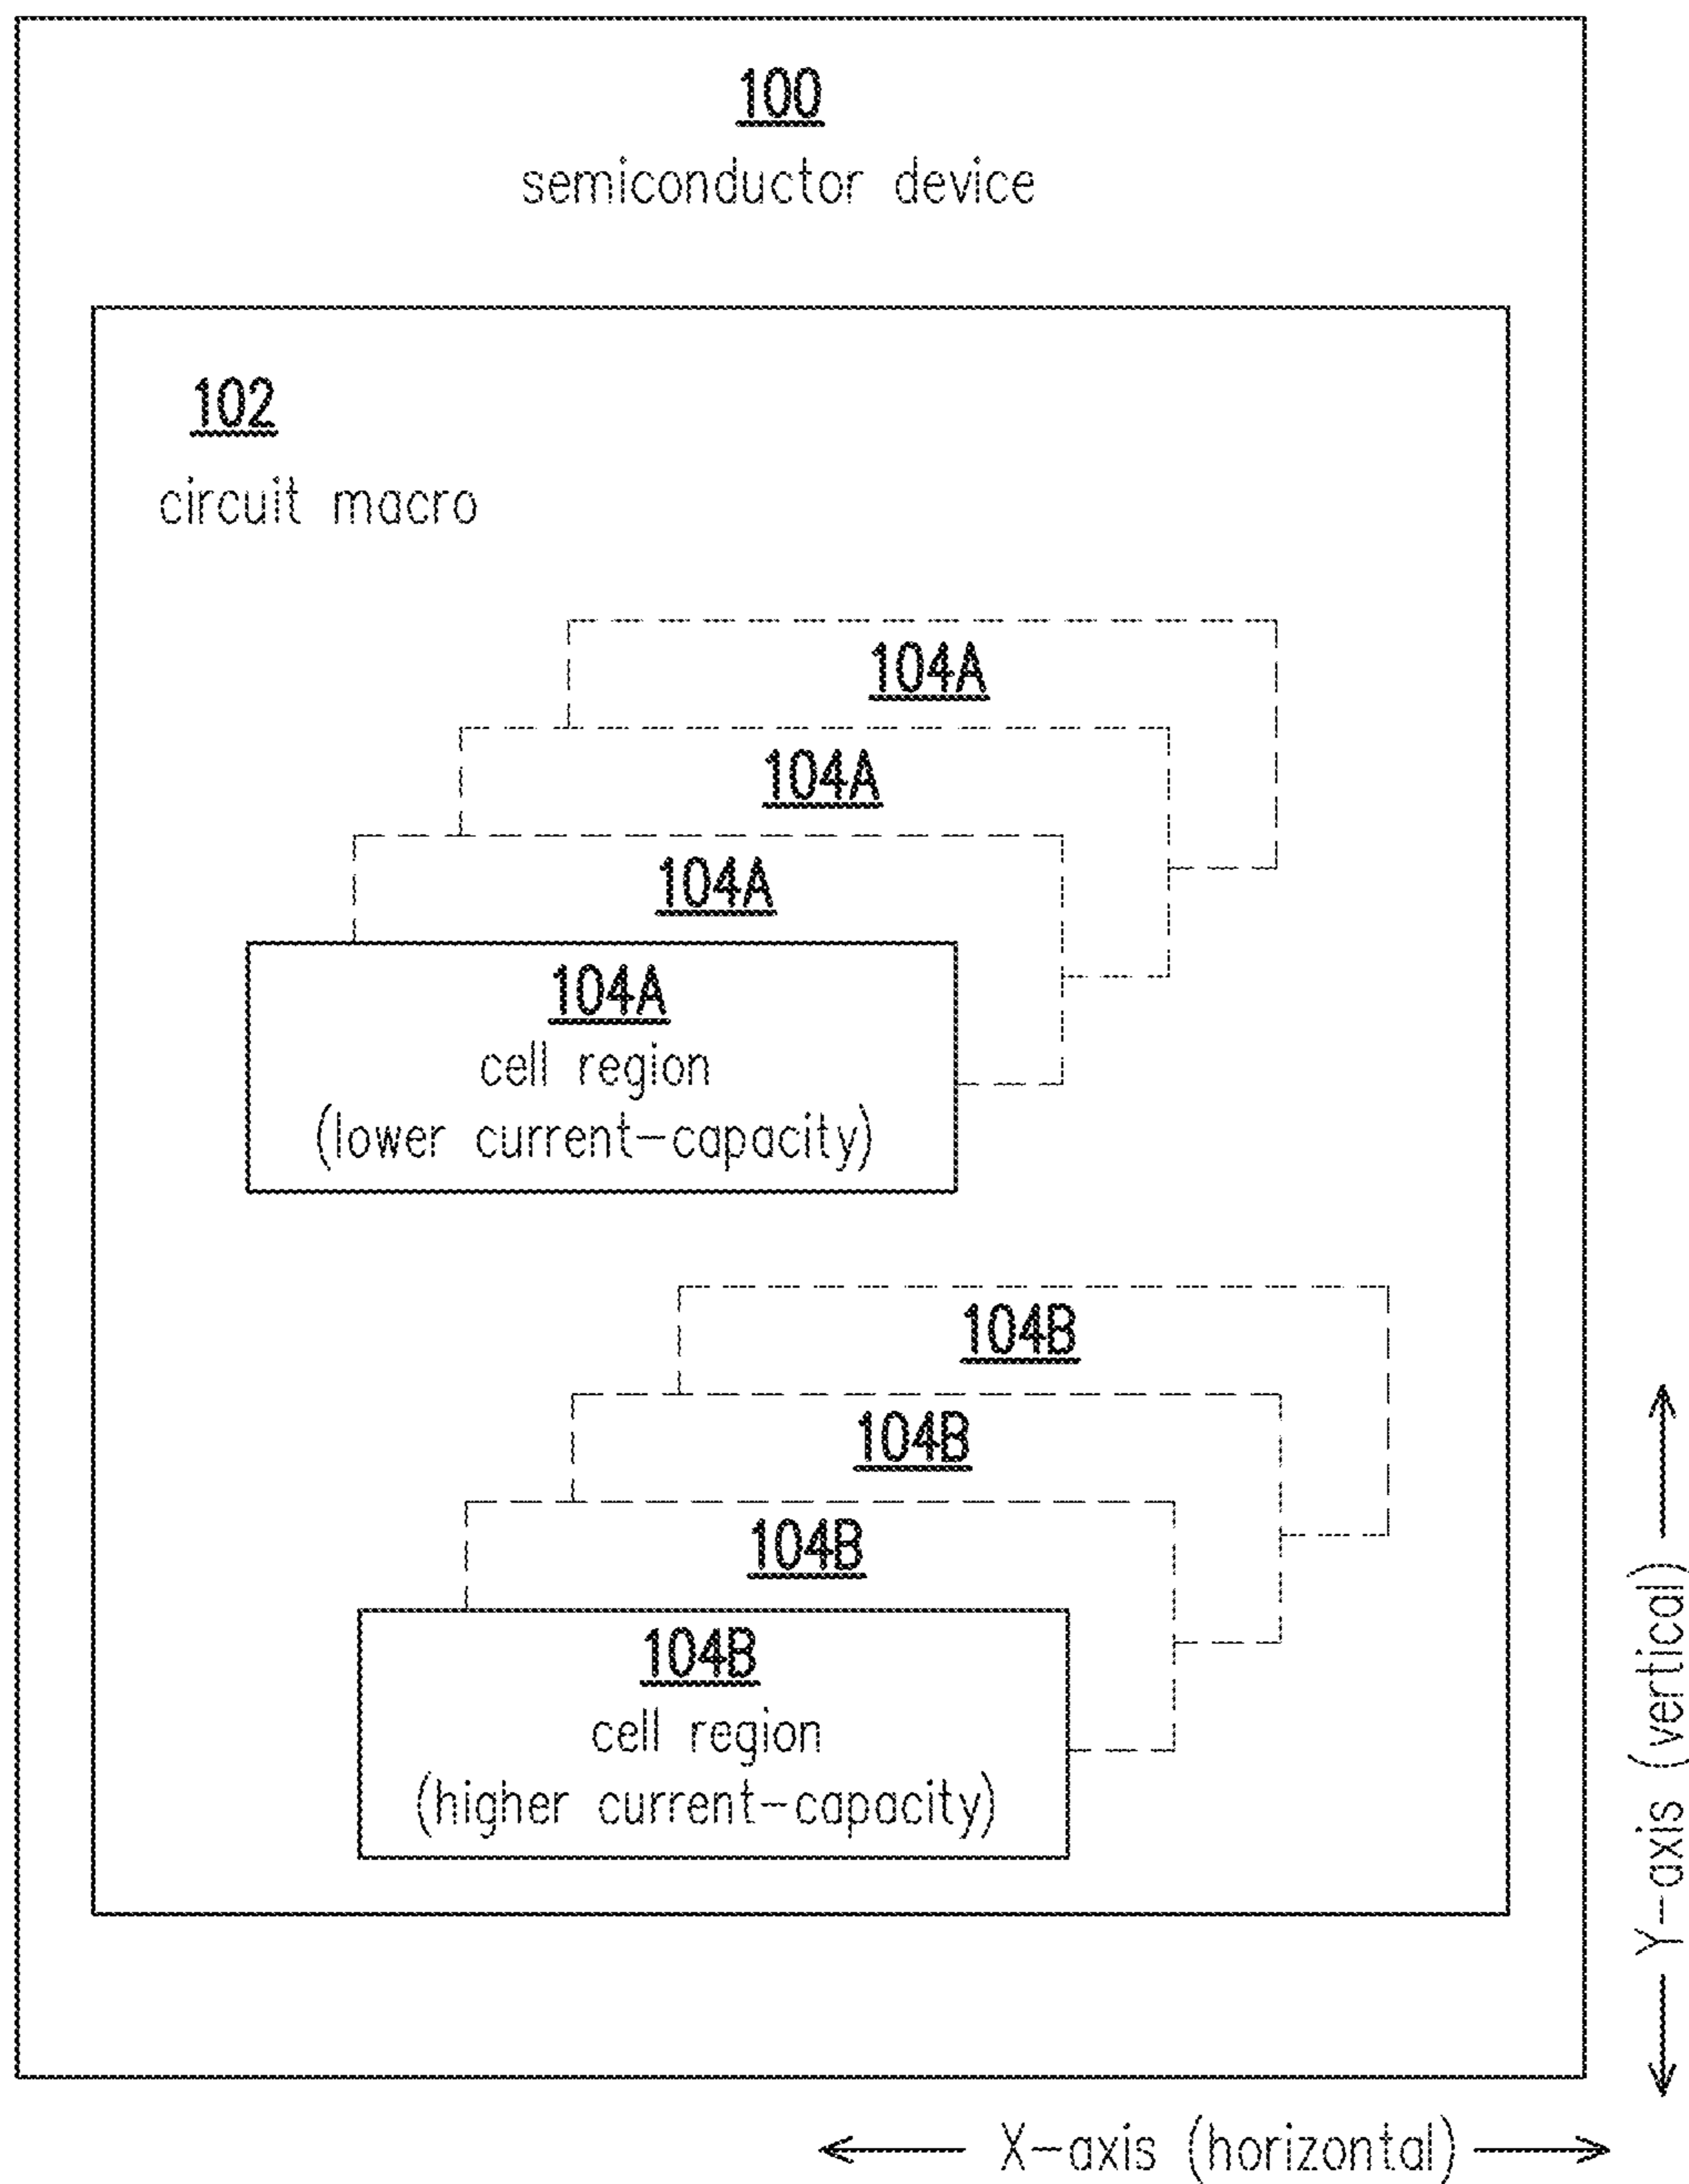 100
semiconductor device
102
circuit macro
104A
104A
104A
104A
cell region
(lower current-capacity)
104B
104B
104B
104B
cell region
(higher current-capacity)
Y-axis (vertical)
X-axis (horizontal)